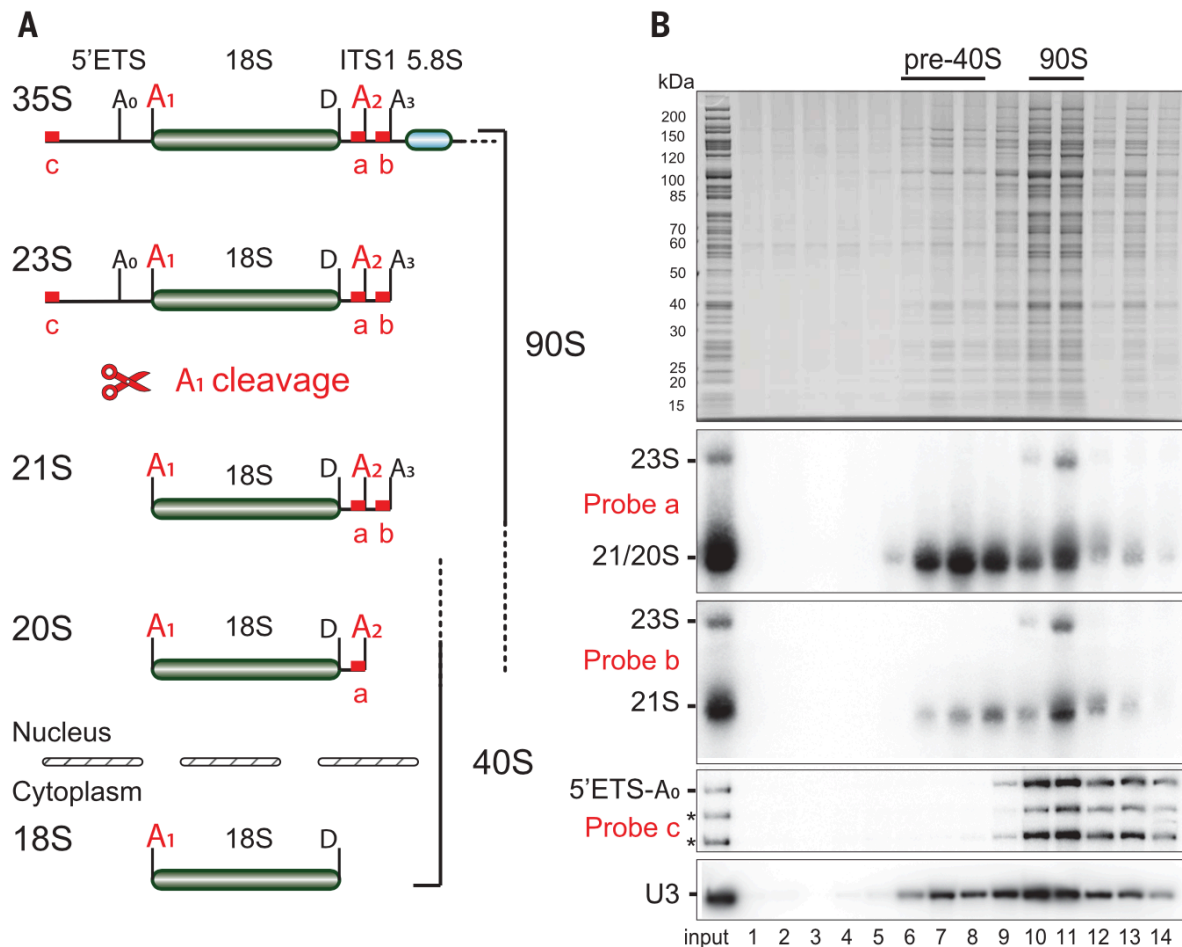 A
5'ETS 18S ITS1 5.8S
35S A₀ A₁ D A₂ A₃
c a b
23S A₀ A₁ 18S D A₂ A₃
c a b
90S
A₁ cleavage
21S A₁ 18S D A₂ A₃
a b
20S A₁ 18S D A₂
a
Nucleus
Cytoplasm
40S
18S A₁ 18S D
B
pre-40S 90S
kDa
200
150
120
100
85
70
60
50
40
30
25
20
15
23S
Probe a
21/20S
23S
Probe b
21S
5'ETS-A₀
*
Probe c
*
U3
input 1 2 3 4 5 6 7 8 9 10 11 12 13 14